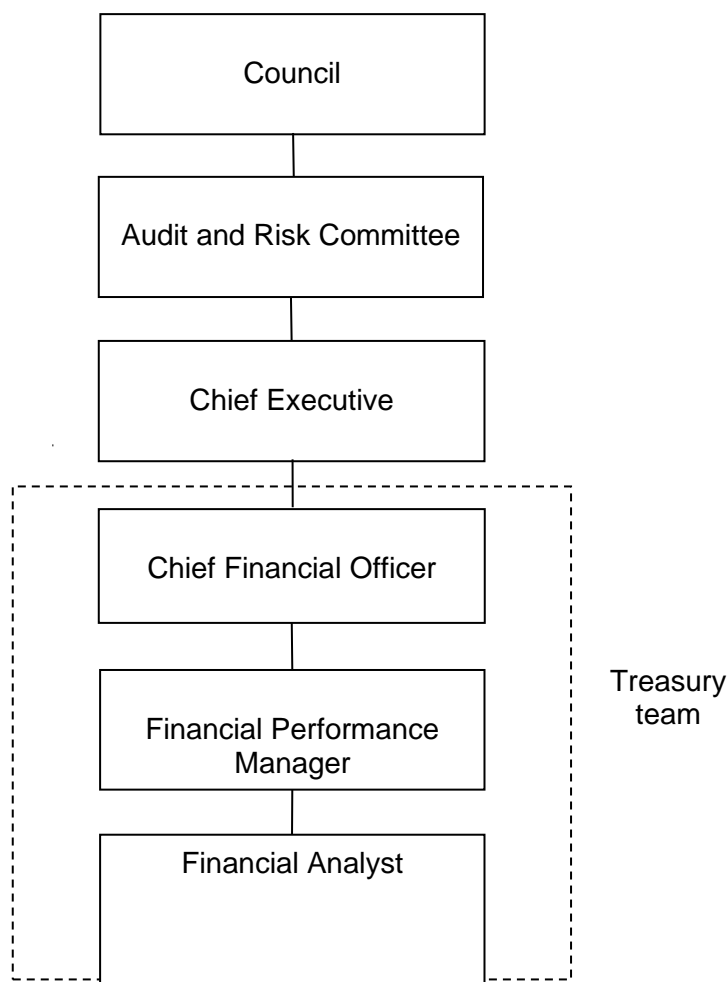 Council
Audit and Risk Committee
Chief Executive
Chief Financial Officer
Treasury
team
Financial Performance
Manager
Financial Analyst